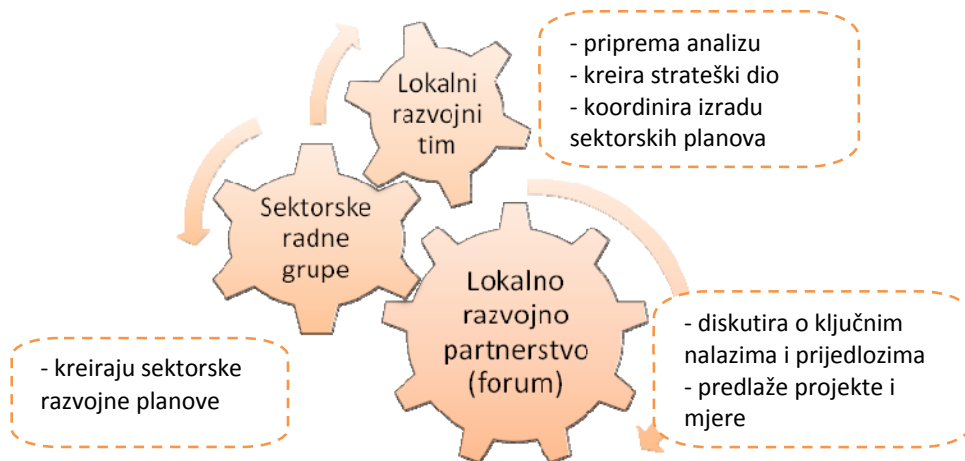 Lokalni
razvojni
tim
- priprema analizu
- kreira strateški dio
- koordinira izradu
sektorskih planova
Sektorske
radne
grupe
Lokalno
razvojno
partnerstvo
(forum)
- diskutira o ključnim
nalazima i prijedlozima
- predlaže projekte i
mjere
- kreiraju sektorske
razvojne planove